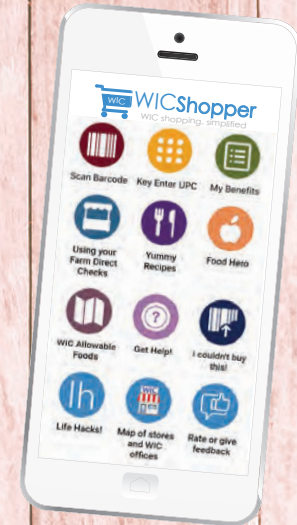 WIC
WICShopper
WIC shopping, simplified
Scan Barcode
Key Enter UPC
My Benefits
Using your
Farm Direct
Checks
Yummy
Recipes
Food Hero
WIC Allowable
Foods
?
Get Help!
I couldn't buy
this!
lh
Life Hacks!
WIC
Map of stores
and WIC
offices
Rate or give
feedback